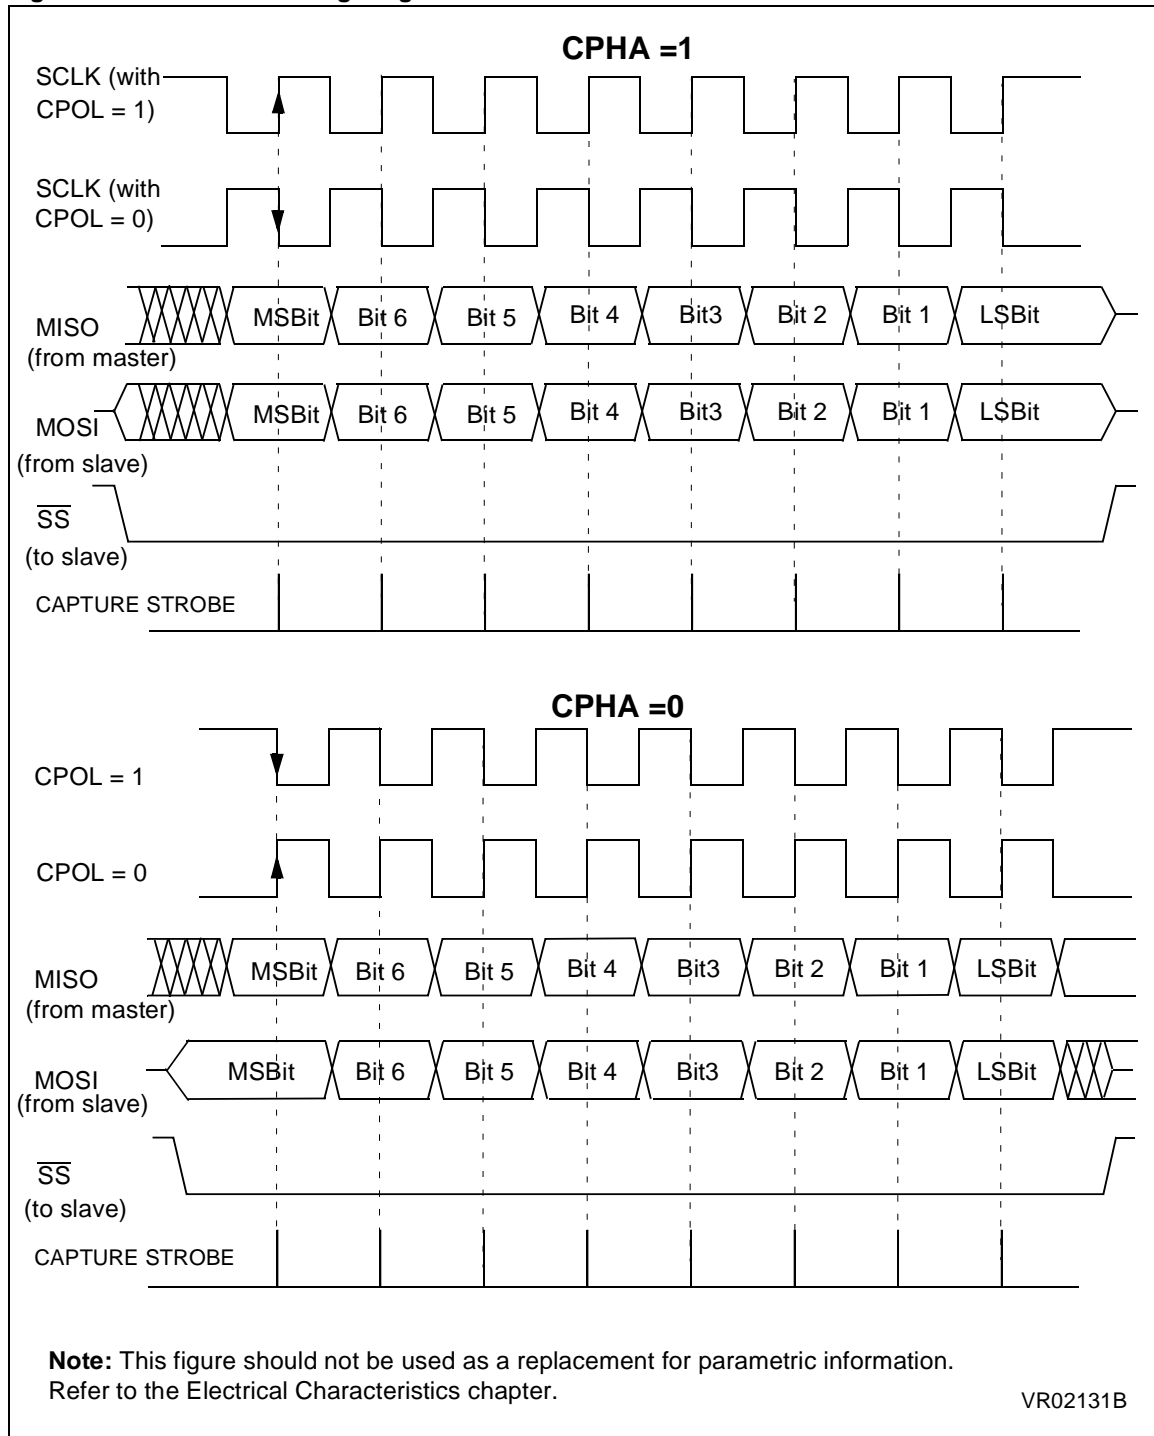 CPHA =1
SCLK (with
CPOL = 1)
SCLK (with
CPOL = 0)
MISO
(from master)
MSBit Bit 6 Bit 5 Bit 4 Bit3 Bit 2 Bit 1 LSBit
MOSI
(from slave)
MSBit Bit 6 Bit 5 Bit 4 Bit3 Bit 2 Bit 1 LSBit
SS
(to slave)
CAPTURE STROBE
CPHA =0
CPOL = 1
CPOL = 0
MISO
(from master)
MSBit Bit 6 Bit 5 Bit 4 Bit3 Bit 2 Bit 1 LSBit
MOSI
(from slave)
MSBit Bit 6 Bit 5 Bit 4 Bit3 Bit 2 Bit 1 LSBit
SS
(to slave)
CAPTURE STROBE
Note: This figure should not be used as a replacement for parametric information.
Refer to the Electrical Characteristics chapter.
VR02131B